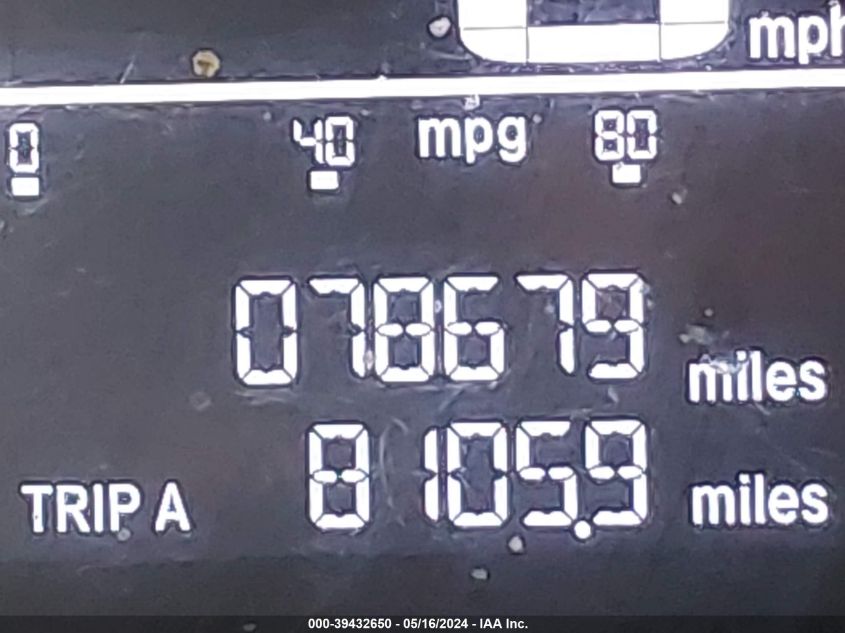 mph
0 40 mpg 80
078679 miles
TRIP A 8105.9 miles
000-39432650 - 05/16/2024 - IAA Inc.